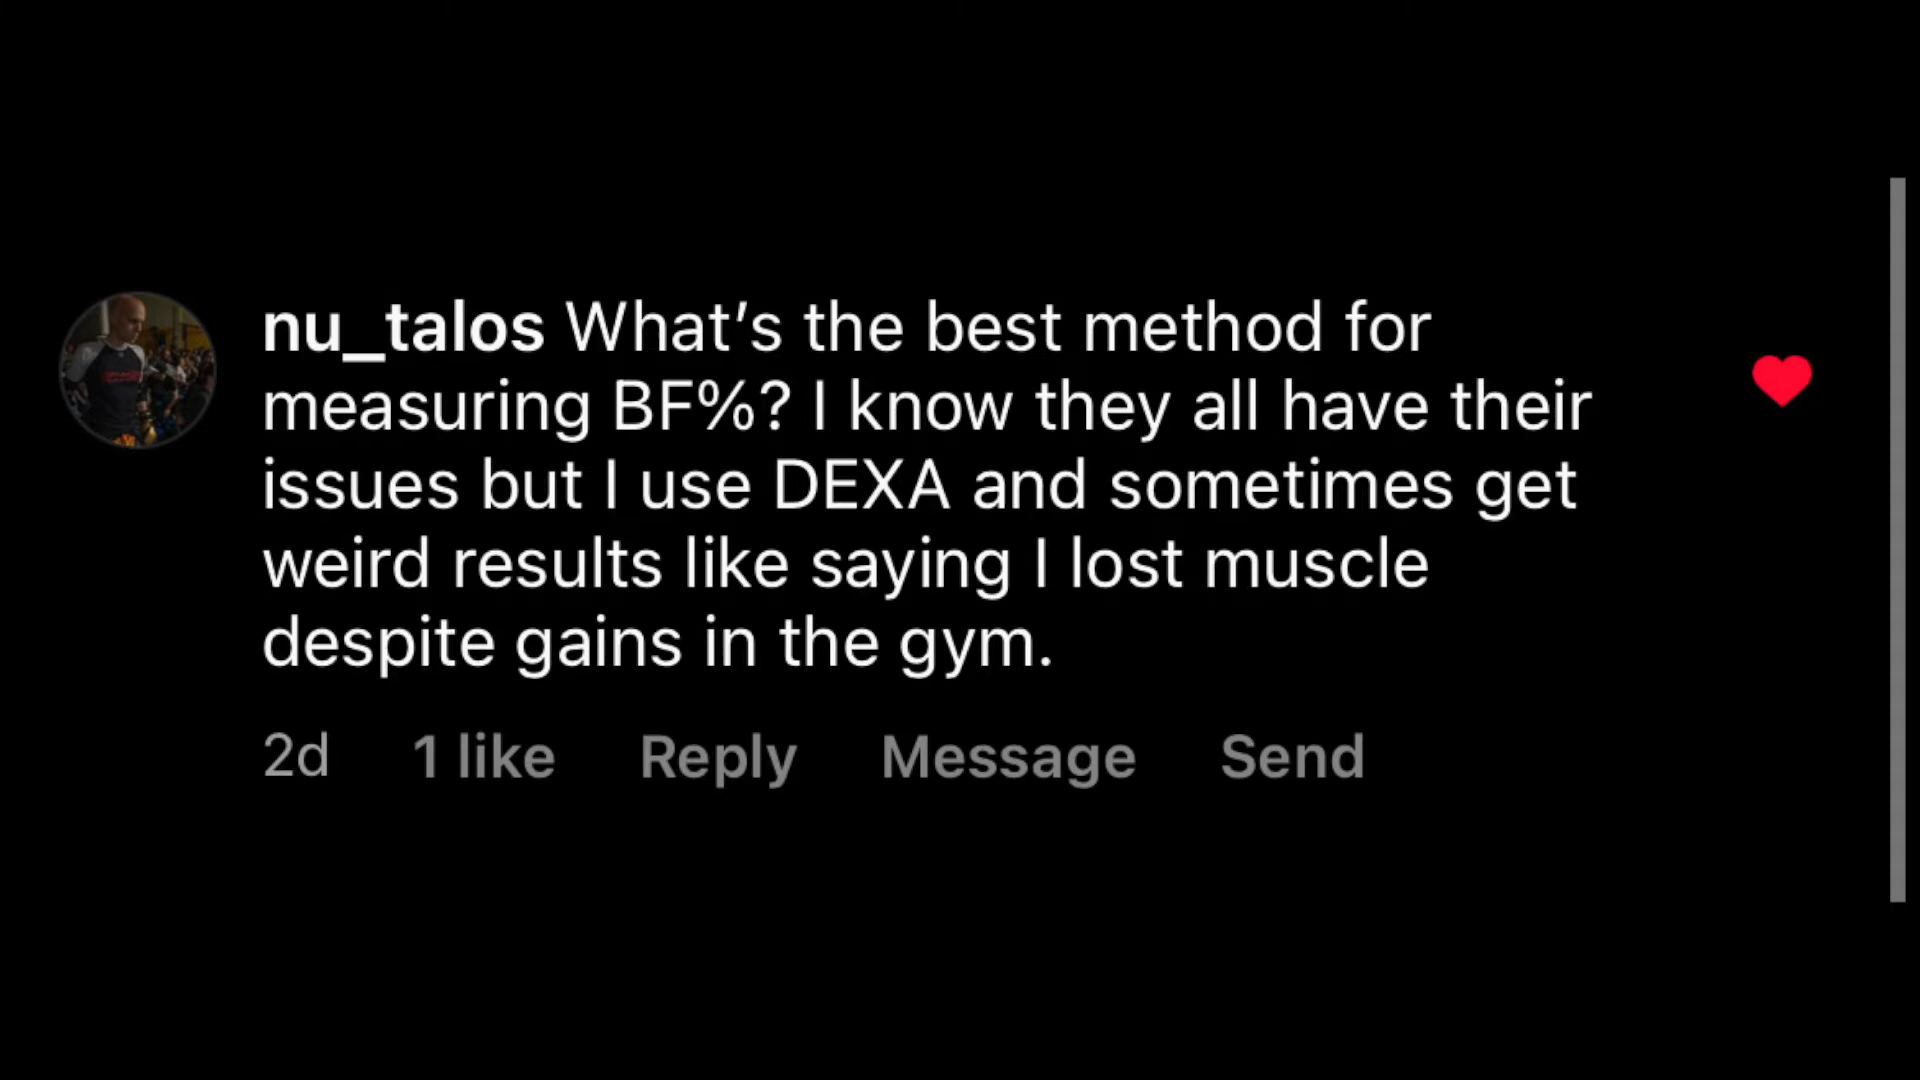 nu_talos What’s the best method for
measuring BF%? I know they all have their
issues but I use DEXA and sometimes get
weird results like saying I lost muscle
despite gains in the gym.
2d 1 like Reply Message Send